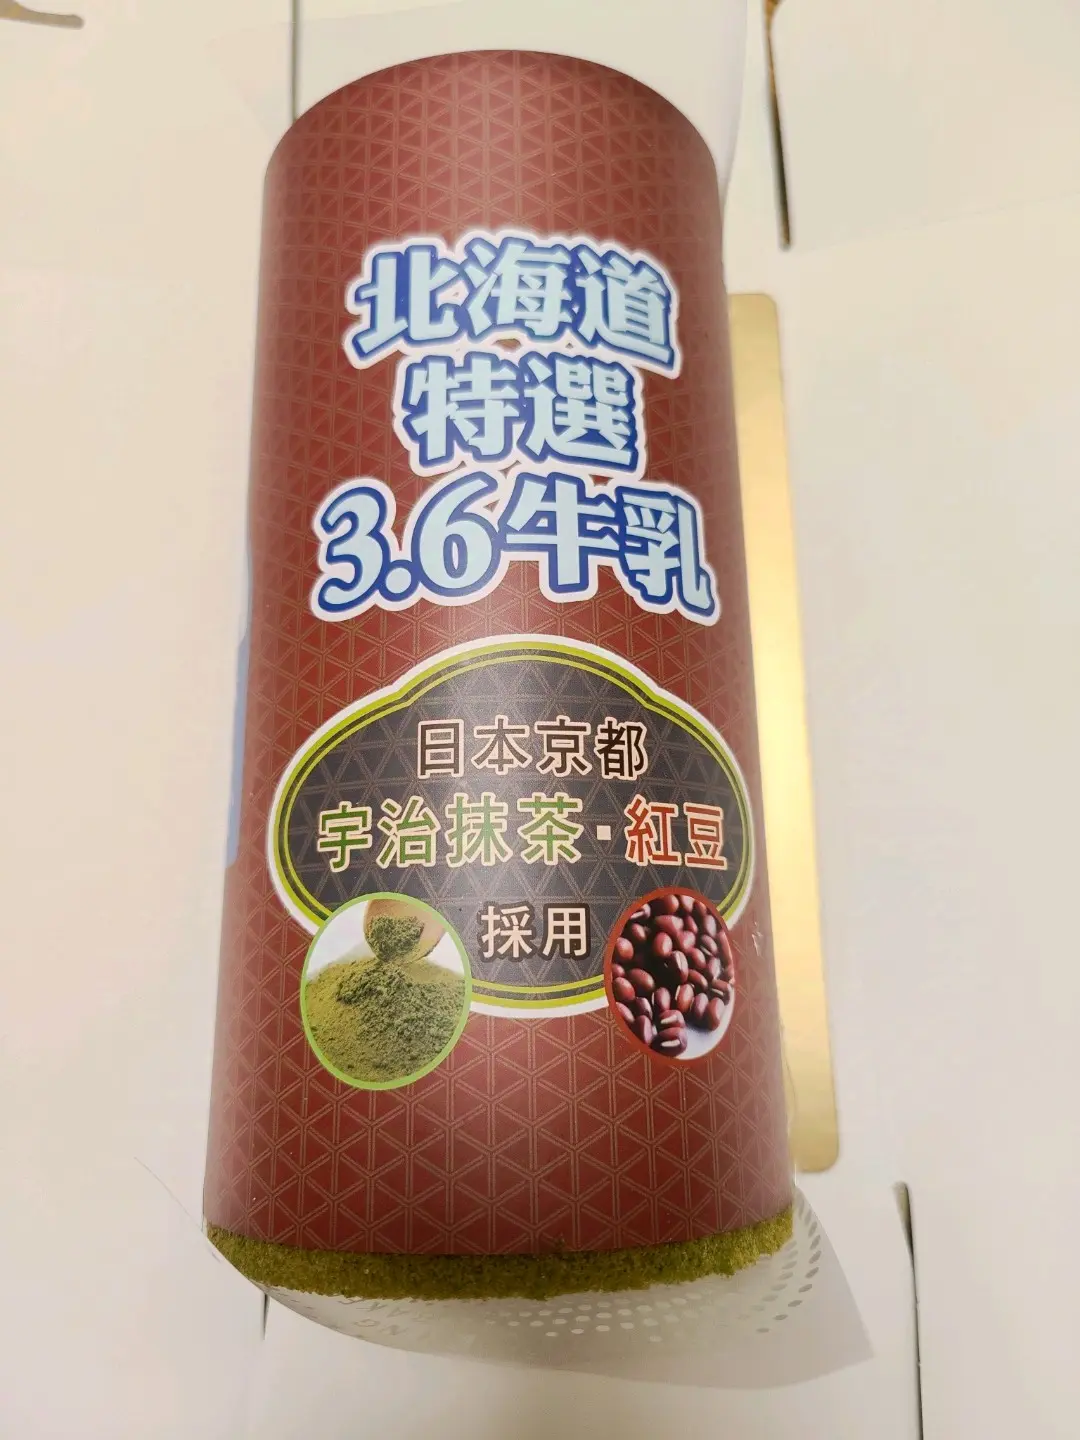 北海道
特選
3.6牛乳
日本京都
宇治抹茶・紅豆
採用